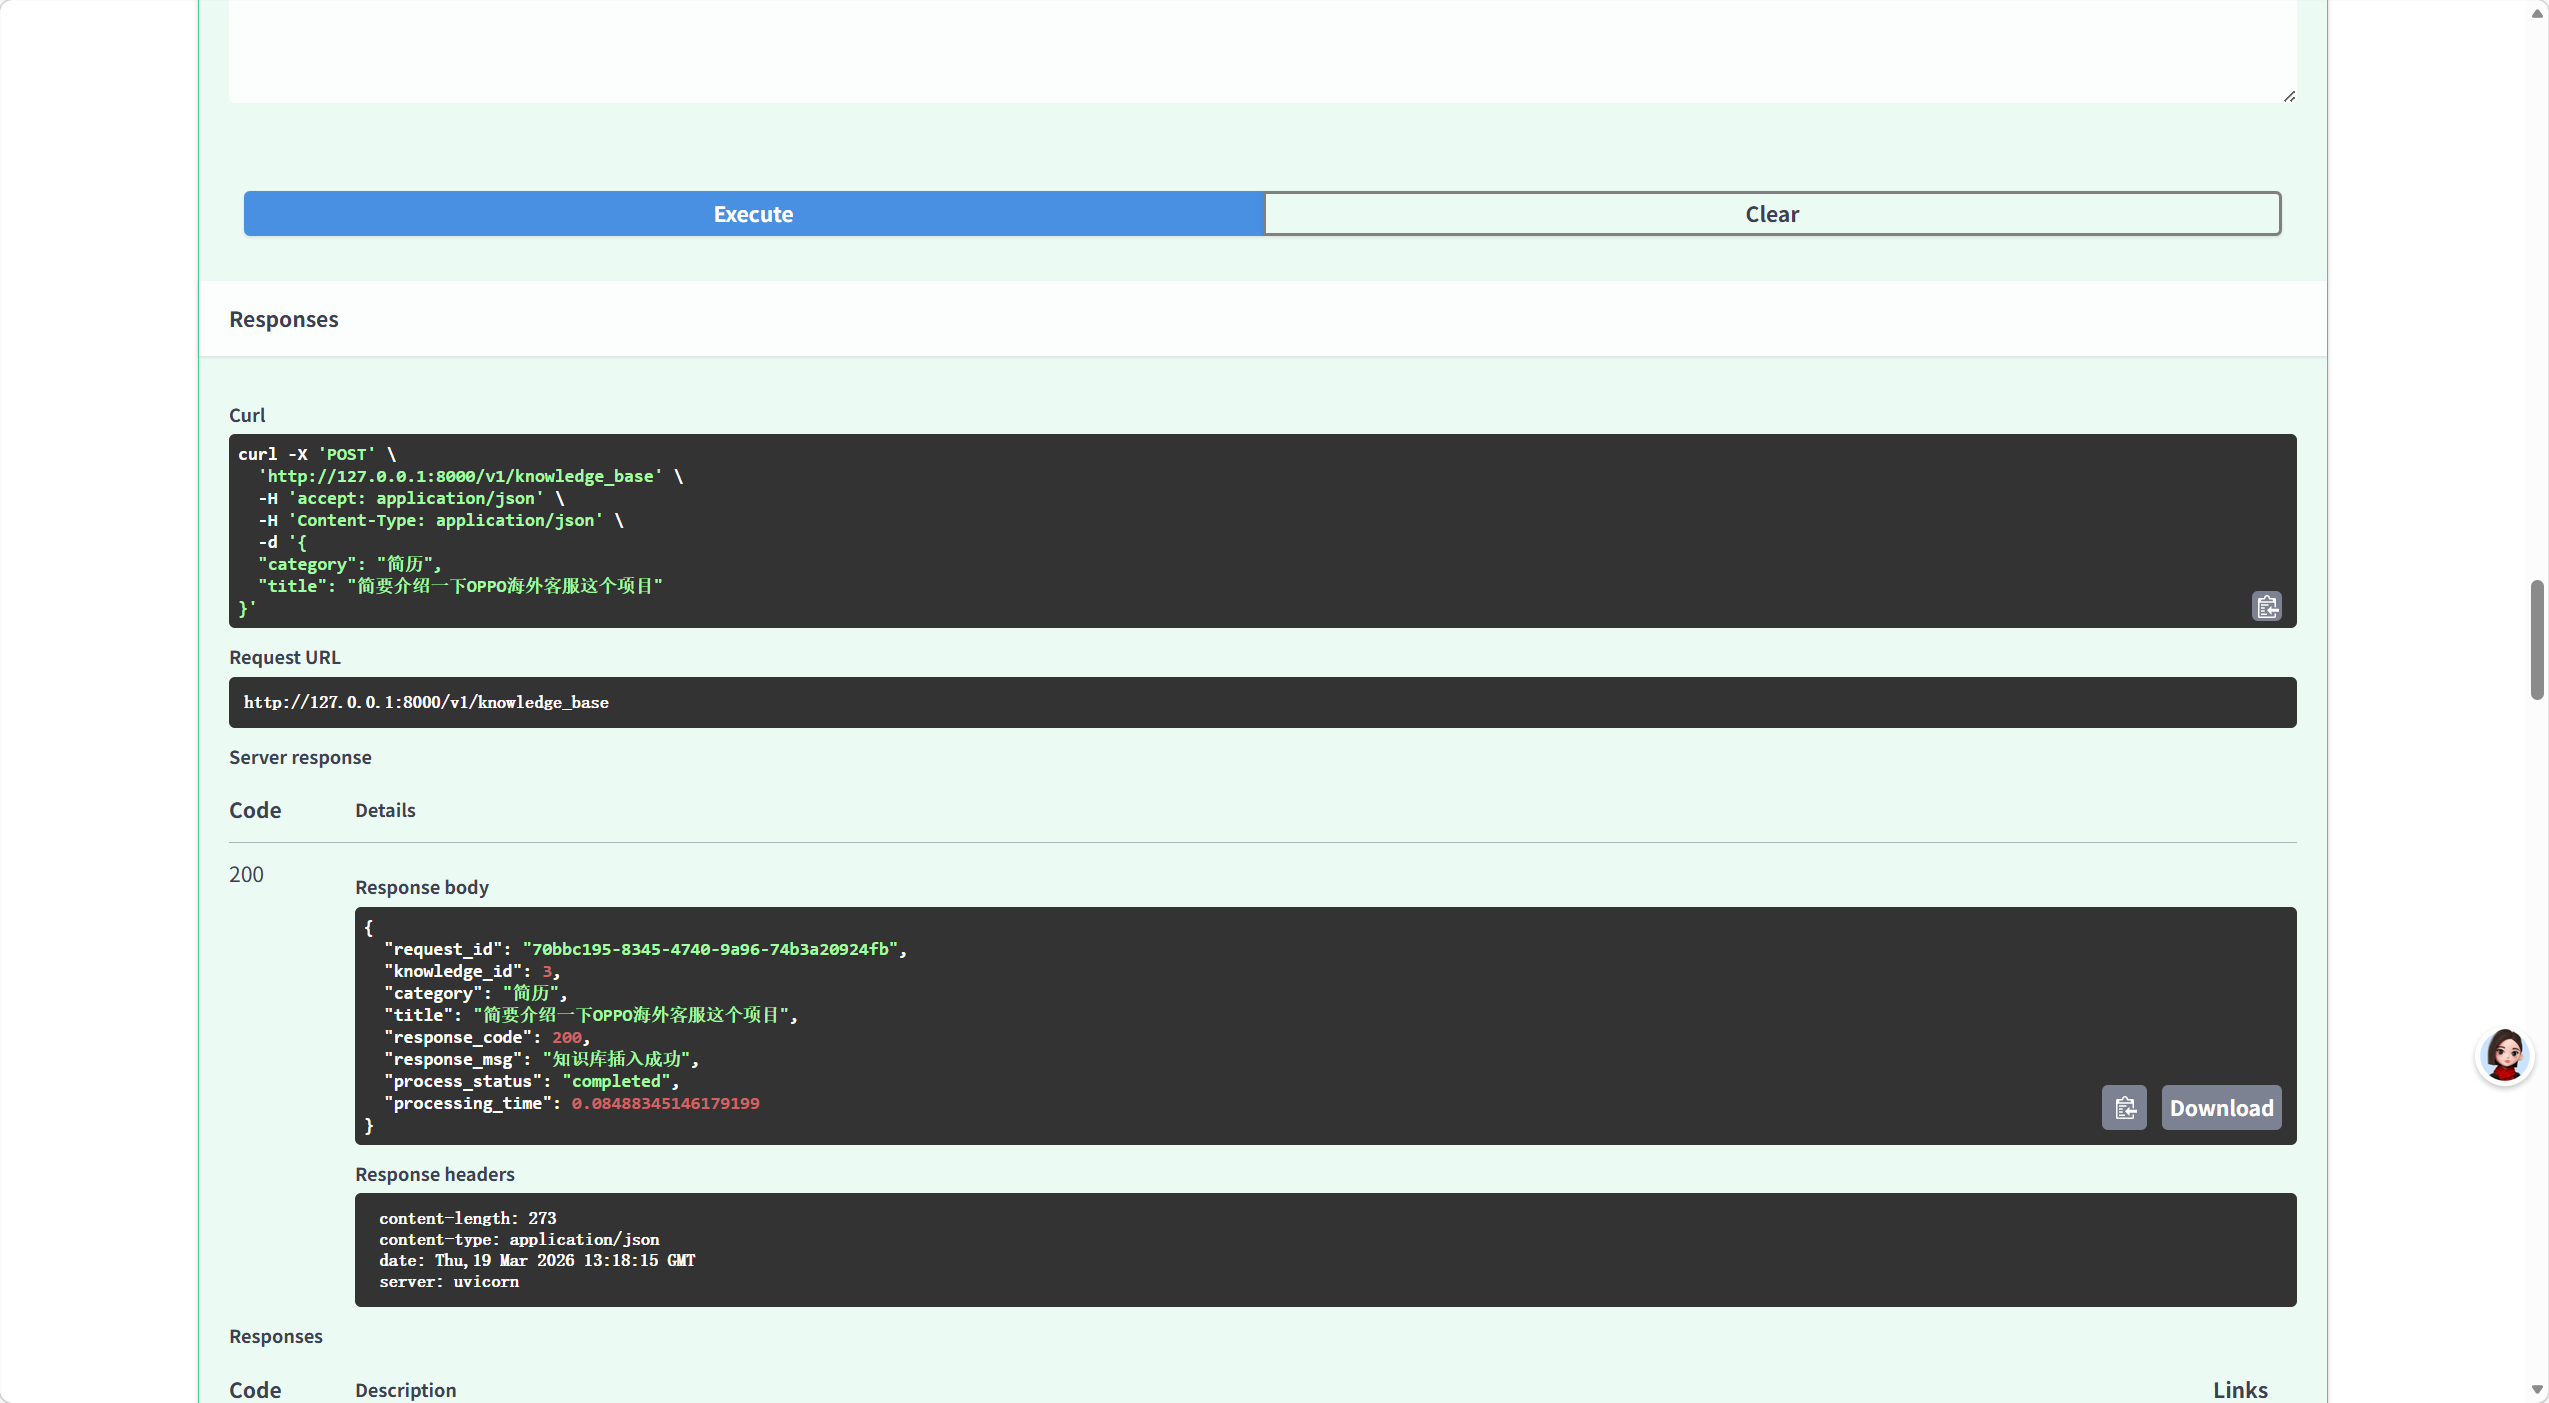 Execute
Clear
Responses
Curl
curl -X 'POST' \
  'http://127.0.0.1:8000/v1/knowledge_base' \
  -H 'accept: application/json' \
  -H 'Content-Type: application/json' \
  -d '{
  "category": "简历",
  "title": "简要介绍一下OPPO海外客服这个项目"
}'
Request URL
http://127.0.0.1:8000/v1/knowledge_base
Server response
Code Details
200
Response body
{
  "request_id": "70bbc195-8345-4740-9a96-74b3a20924fb",
  "knowledge_id": 3,
  "category": "简历",
  "title": "简要介绍一下OPPO海外客服这个项目",
  "response_code": 200,
  "response_msg": "知识库插入成功",
  "process_status": "completed",
  "processing_time": 0.08488345146179199
}
Download
Response headers
content-length: 273
content-type: application/json
date: Thu,19 Mar 2026 13:18:15 GMT
server: uvicorn
Responses
Code Description Links